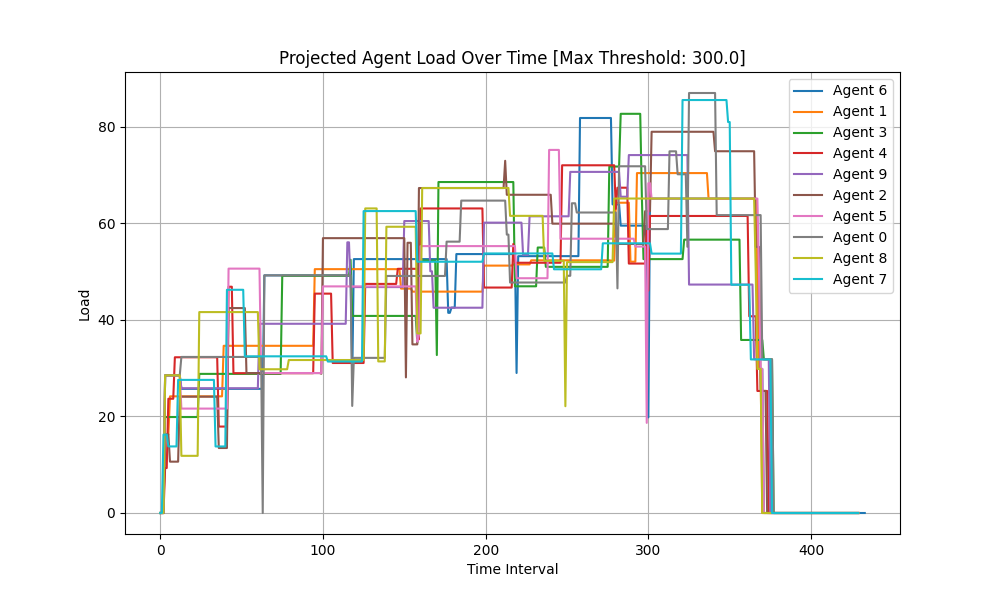 Projected Agent Load Over Time [Max Threshold: 300.0]
Load
80
60
40
20
0
0 100 200 300 400
Time Interval
Agent 6
Agent 1
Agent 3
Agent 4
Agent 9
Agent 2
Agent 5
Agent 0
Agent 8
Agent 7